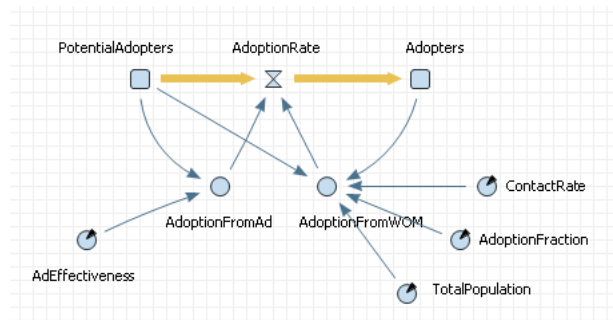 PotentialAdopters
AdoptionRate
Adopters
AdoptionFromAd
AdoptionFromWOM
ContactRate
AdoptionFraction
AdEffectiveness
TotalPopulation